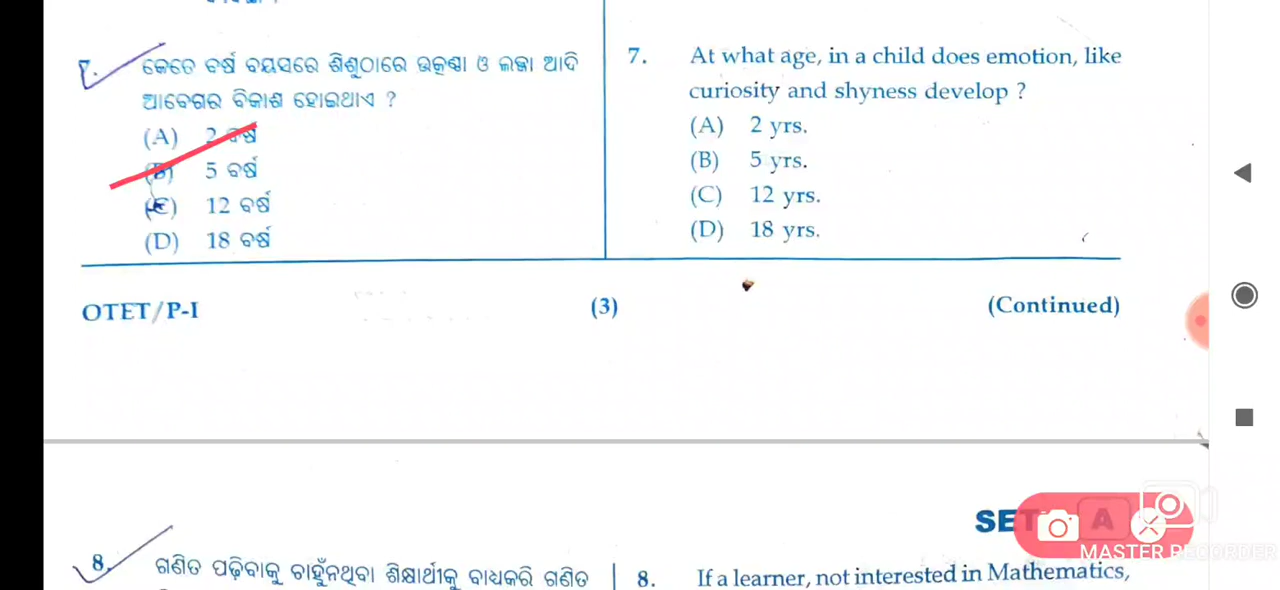 ୭. କେତେ ବର୍ଷ ବୟସରେ ଶିଶୁଠାରେ ଉତ୍କଣ୍ଠା ଓ ଲଜ୍ଜା ଆଦି
ଆବେଗର ବିକାଶ ହୋଇଥାଏ ?
(A) 2 ବର୍ଷ
(B) 5 ବର୍ଷ
(C) 12 ବର୍ଷ
(D) 18 ବର୍ଷ
7. At what age, in a child does emotion, like
curiosity and shyness develop ?
(A) 2 yrs.
(B) 5 yrs.
(C) 12 yrs.
(D) 18 yrs.
OTET/P-I (3) (Continued)
SET A
MASTER RECORDER
8. ଗଣିତ ପଢ଼ିବାକୁ ଚାହୁଁନଥିବା ଶିକ୍ଷାର୍ଥୀକୁ ବାଧ୍ୟକରି ଗଣିତ
8. If a learner, not interested in Mathematics,